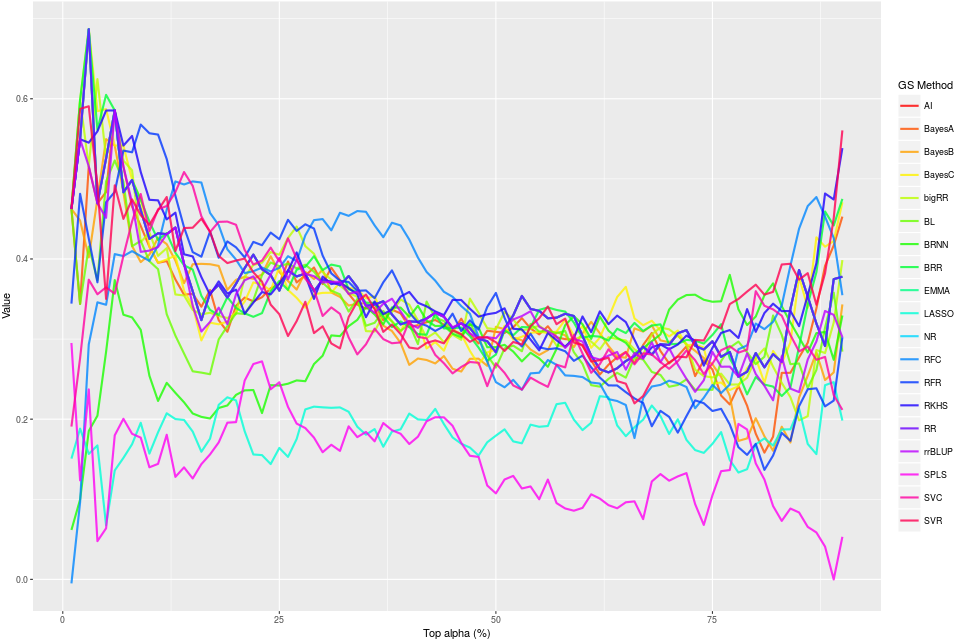 GS Method
AI
BayesA
BayesB
BayesC
bigRR
BL
BRNN
BRR
EMMA
LASSO
NR
RFC
RFR
RKHS
RR
rrBLUP
SPLS
SVC
SVR
Value
0.6
0.4
0.2
0.0
0 25 50 75
Top alpha (%)